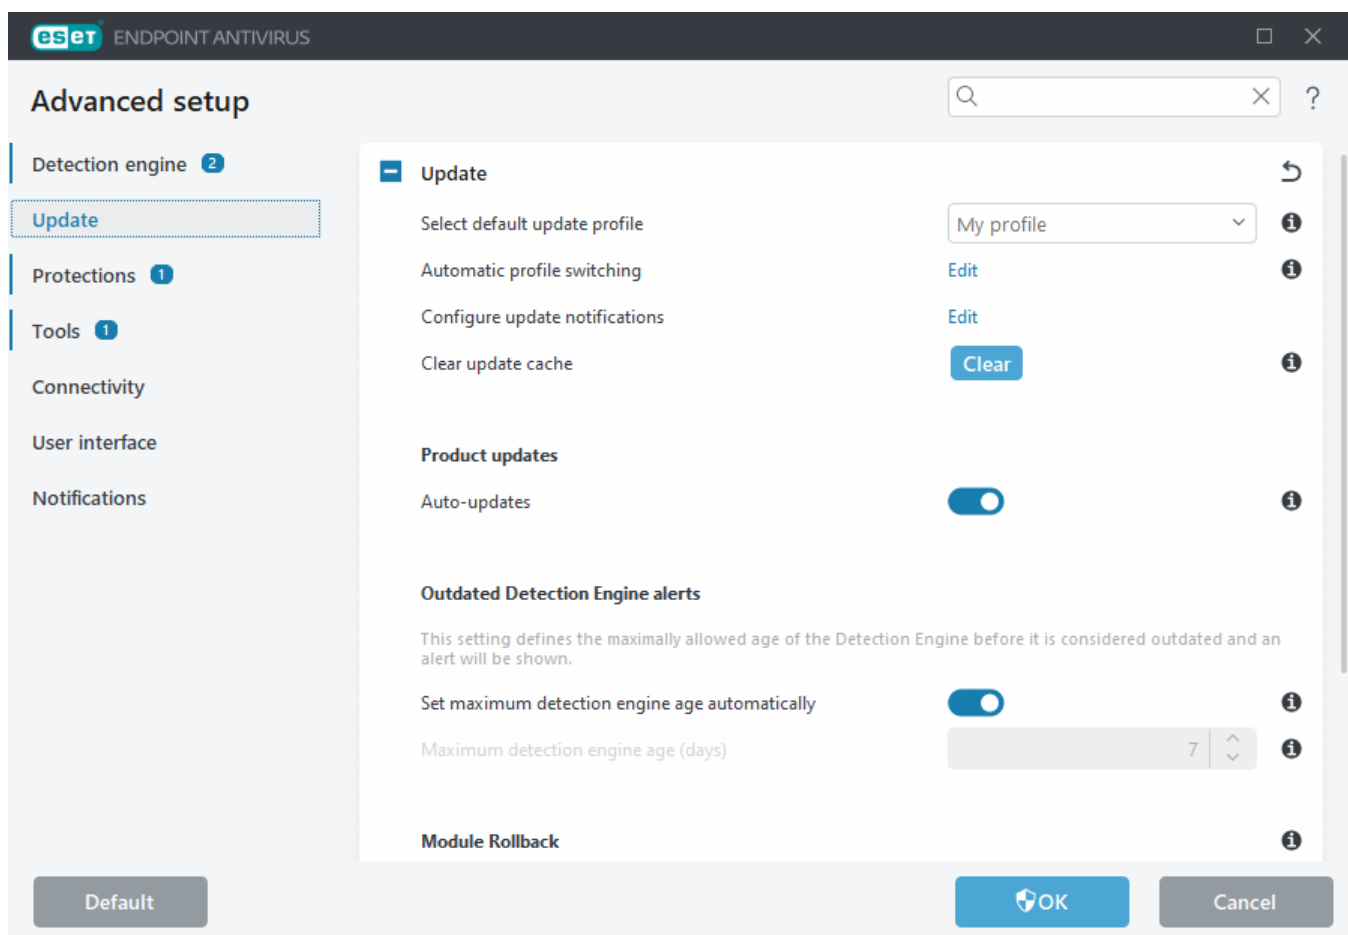 eset ENDPOINT ANTIVIRUS
Advanced setup
?
Detection engine 2
Update
Protections 1
Tools 1
Connectivity
User interface
Notifications
Update
Select default update profile My profile
Automatic profile switching Edit
Configure update notifications Edit
Clear update cache Clear
Product updates
Auto-updates
Outdated Detection Engine alerts
This setting defines the maximally allowed age of the Detection Engine before it is considered outdated and an
alert will be shown.
Set maximum detection engine age automatically
Maximum detection engine age (days) 7
Module Rollback
Default OK Cancel